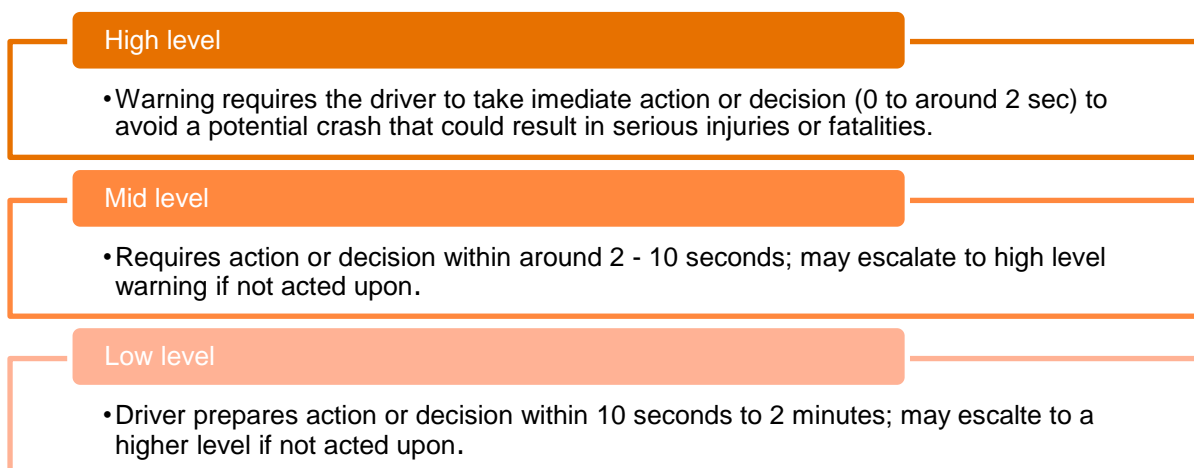 High level
•Warning requires the driver to take imediate action or decision (0 to around 2 sec) to
avoid a potential crash that could result in serious injuries or fatalities.
Mid level
•Requires action or decision within around 2 - 10 seconds; may escalate to high level
warning if not acted upon.
Low level
•Driver prepares action or decision within 10 seconds to 2 minutes; may escalte to a
higher level if not acted upon.